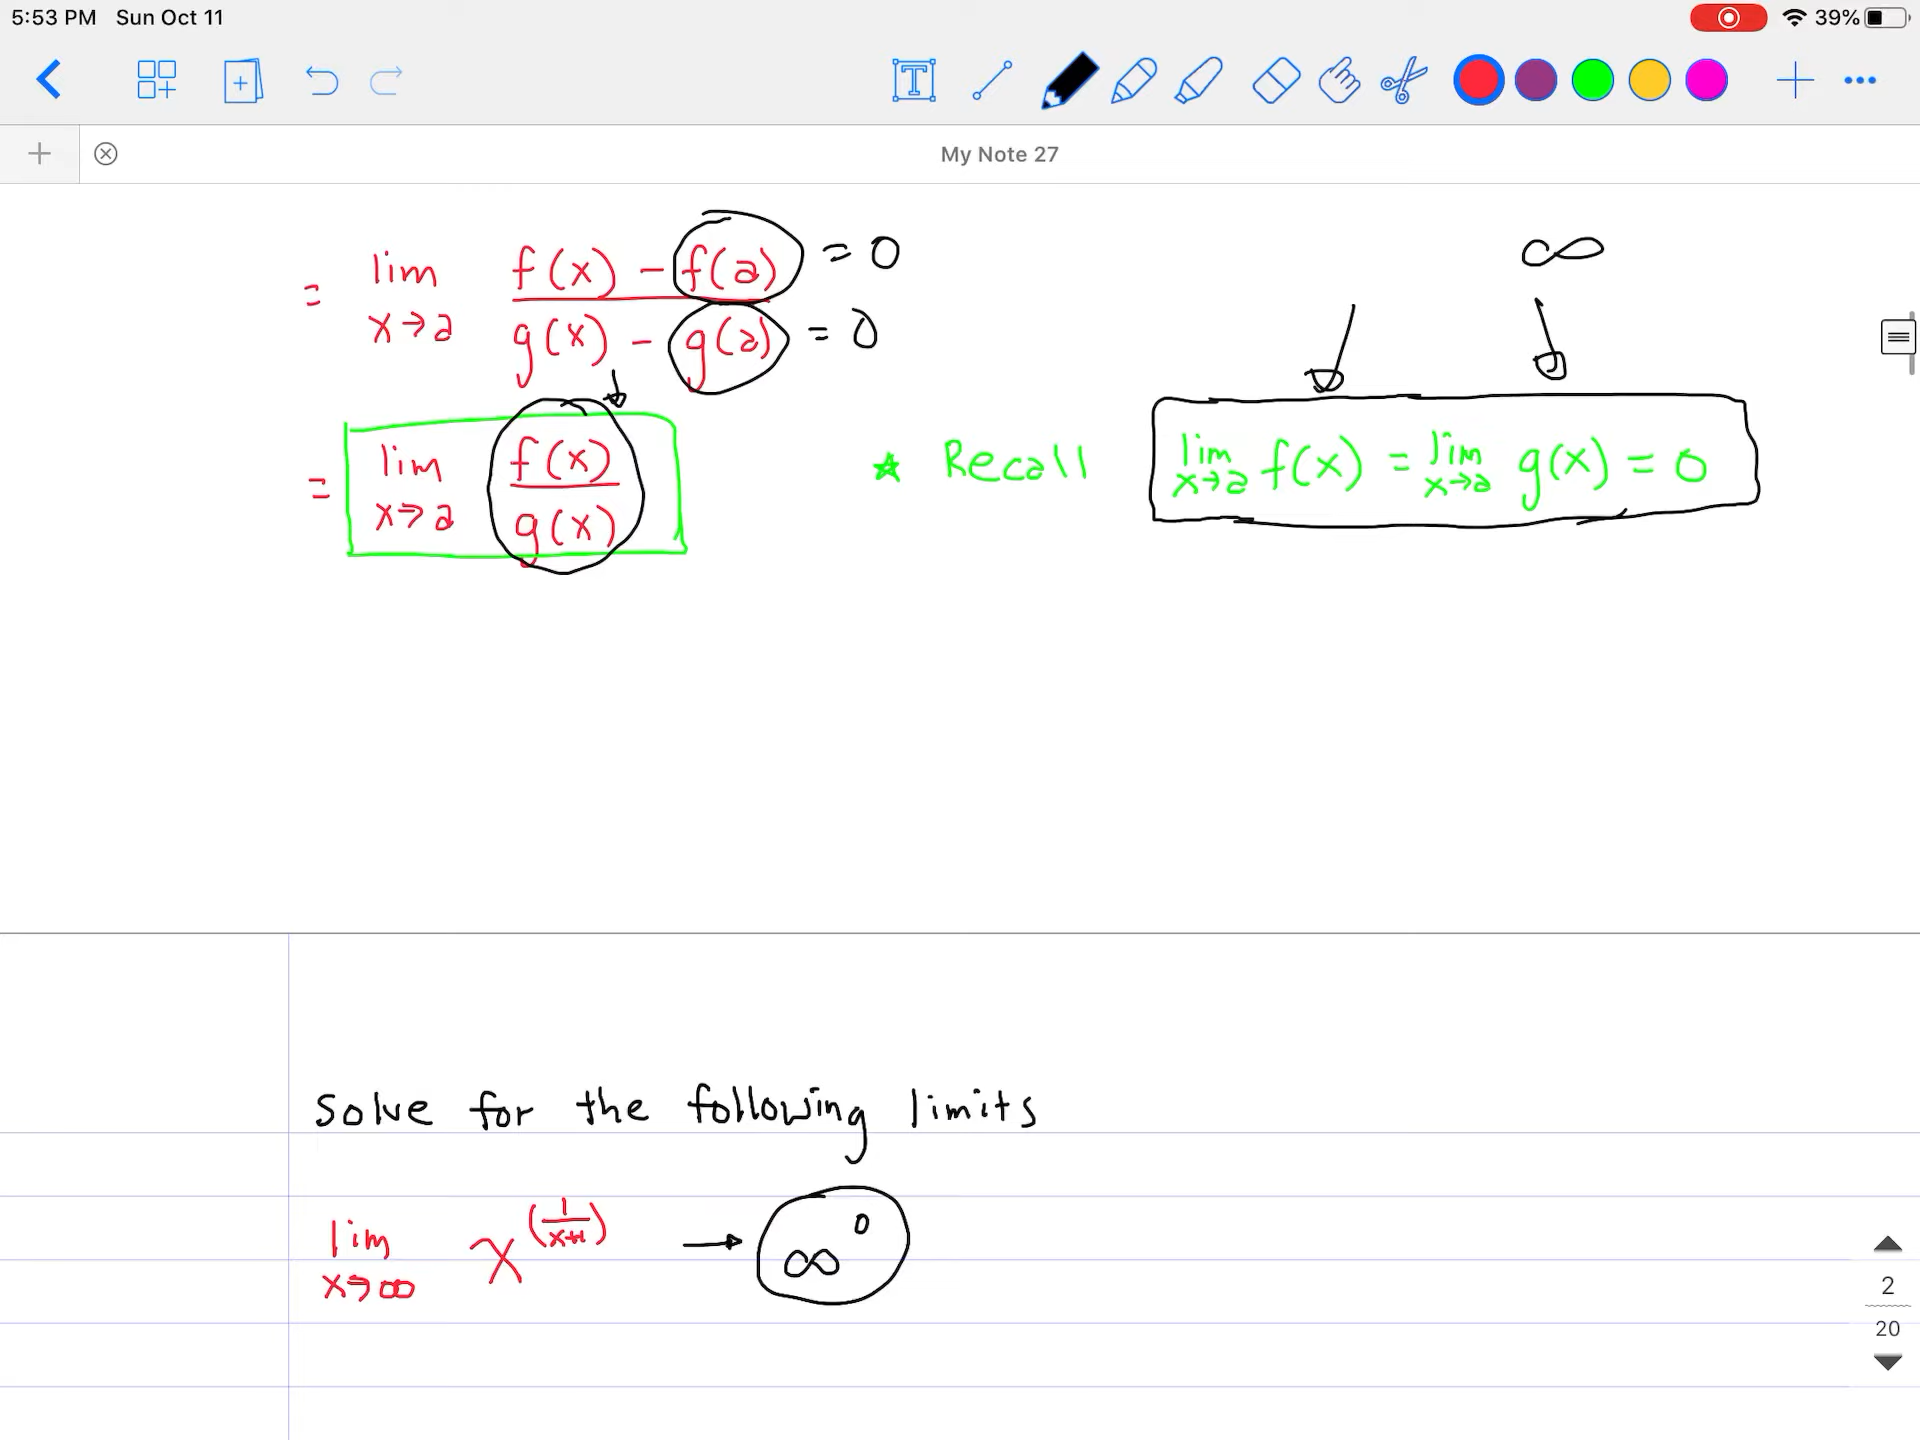 5:53 PM Sun Oct 11
39%
T
My Note 27
= lim x→a (f(x) - f(a)) / (g(x) - g(a))
= 0
= 0
∞
= lim x→a f(x) / g(x)
★ Recall lim x→a f(x) = lim x→a g(x) = 0
solve for the following limits
lim x→∞ x^(1/x+1) → ∞^0
2
20